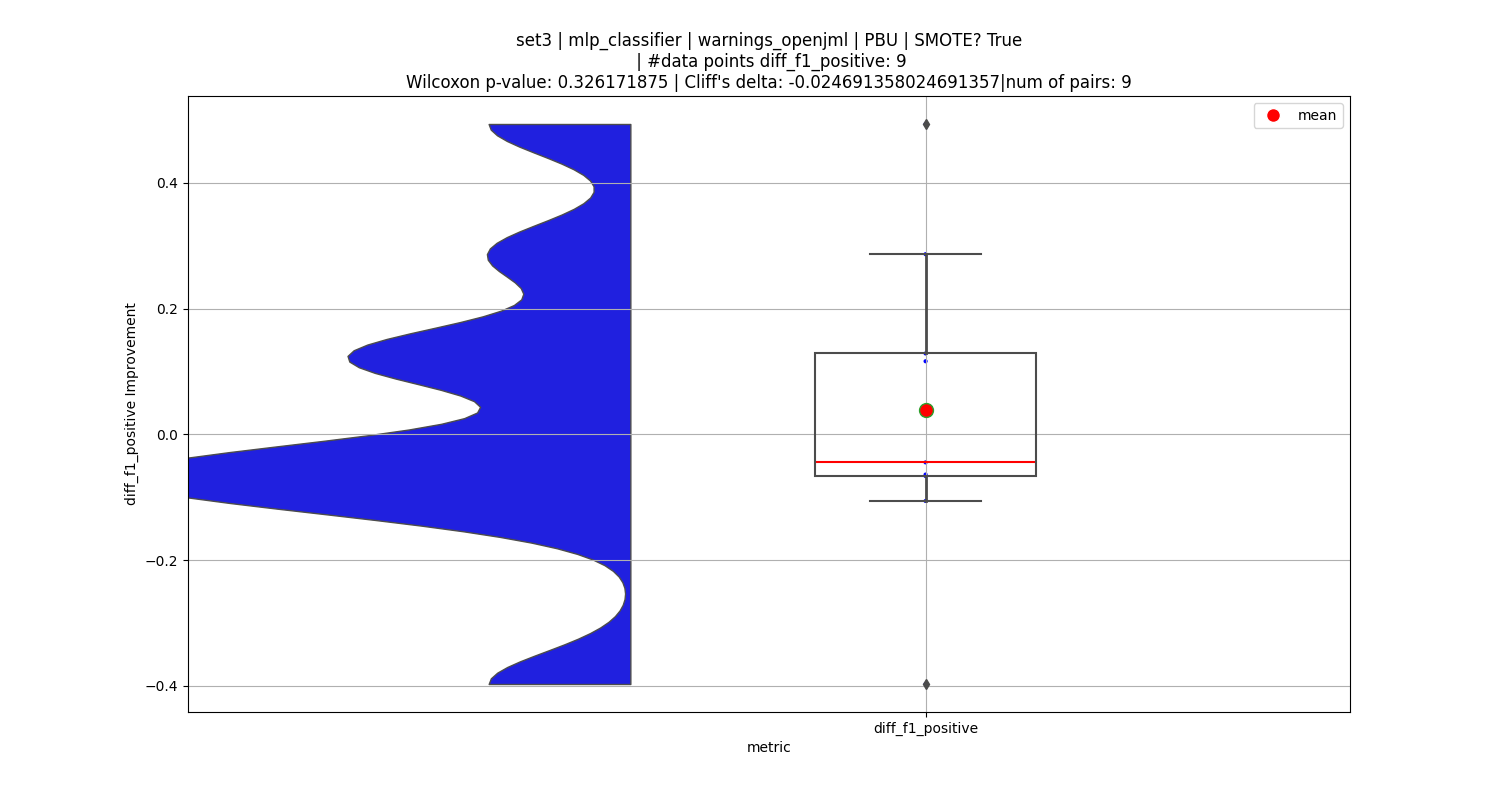 set3 | mlp_classifier | warnings_openjml | PBU | SMOTE? True
| #data points diff_f1_positive: 9
Wilcoxon p-value: 0.326171875 | Cliff's delta: -0.024691358024691357|num of pairs: 9
mean
0.4
0.2
0.0
−0.2
−0.4
diff_f1_positive Improvement
diff_f1_positive
metric